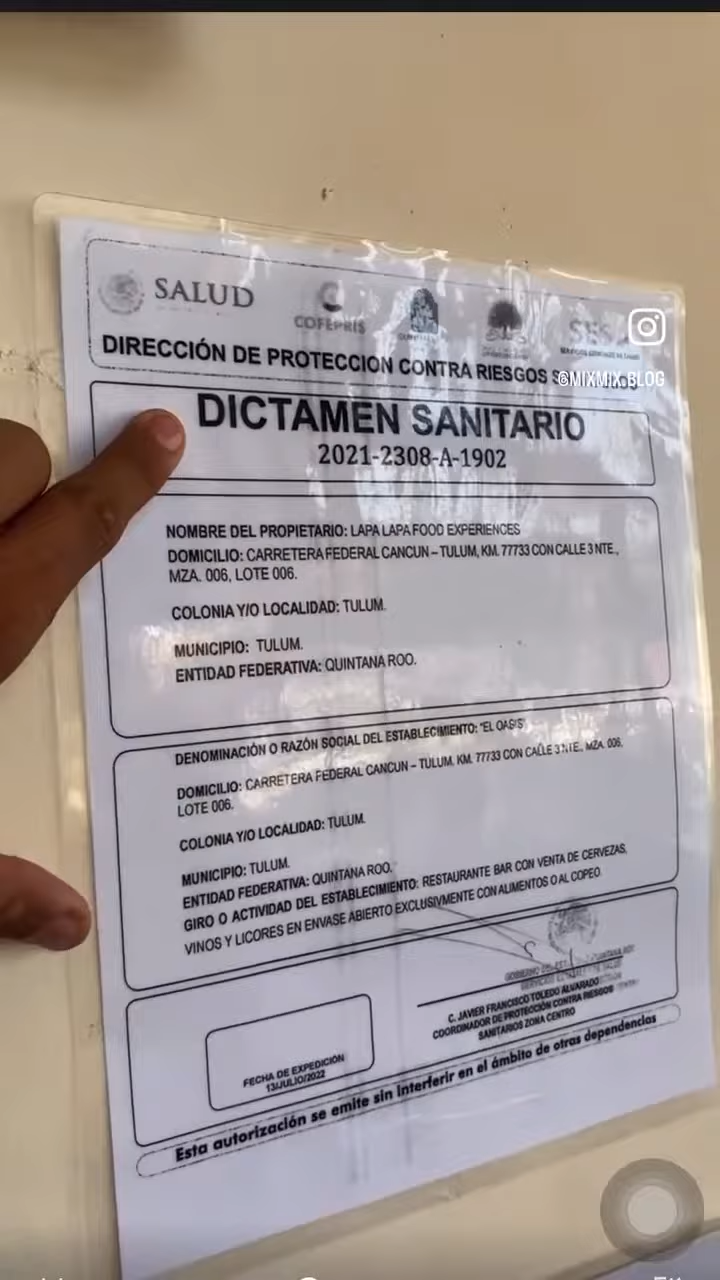 SALUD
COFEPRIS
DIRECCIÓN DE PROTECCION CONTRA RIESGOS
@MIXMIX.BLOG
DICTAMEN SANITARIO
2021-2308-A-1902
NOMBRE DEL PROPIETARIO: LAPA LAPA FOOD EXPERIENCES
DOMICILIO: CARRETERA FEDERAL CANCUN – TULUM, KM. 77733 CON CALLE 3 NTE.,
MZA. 006, LOTE 006.
COLONIA Y/O LOCALIDAD: TULUM.
MUNICIPIO: TULUM.
ENTIDAD FEDERATIVA: QUINTANA ROO.
DENOMINACIÓN O RAZÓN SOCIAL DEL ESTABLECIMIENTO: "EL OASIS"
DOMICILIO: CARRETERA FEDERAL CANCUN – TULUM, KM. 77733 CON CALLE 3 NTE., MZA. 006,
LOTE 006.
COLONIA Y/O LOCALIDAD: TULUM.
MUNICIPIO: TULUM.
ENTIDAD FEDERATIVA: QUINTANA ROO.
GIRO O ACTIVIDAD DEL ESTABLECIMIENTO: RESTAURANTE BAR CON VENTA DE CERVEZAS,
VINOS Y LICORES EN ENVASE ABIERTO EXCLUSIVMENTE CON ALIMENTOS O AL COPEO.
C. JAVIER FRANCISCO TOLEDO ALVARADO
COORDINADOR DE PROTECCIÓN CONTRA RIESGOS
SANITARIOS ZONA CENTRO
FECHA DE EXPEDICIÓN
13/JULIO/2022
Esta autorización se emite sin interferir en el ámbito de otras dependencias